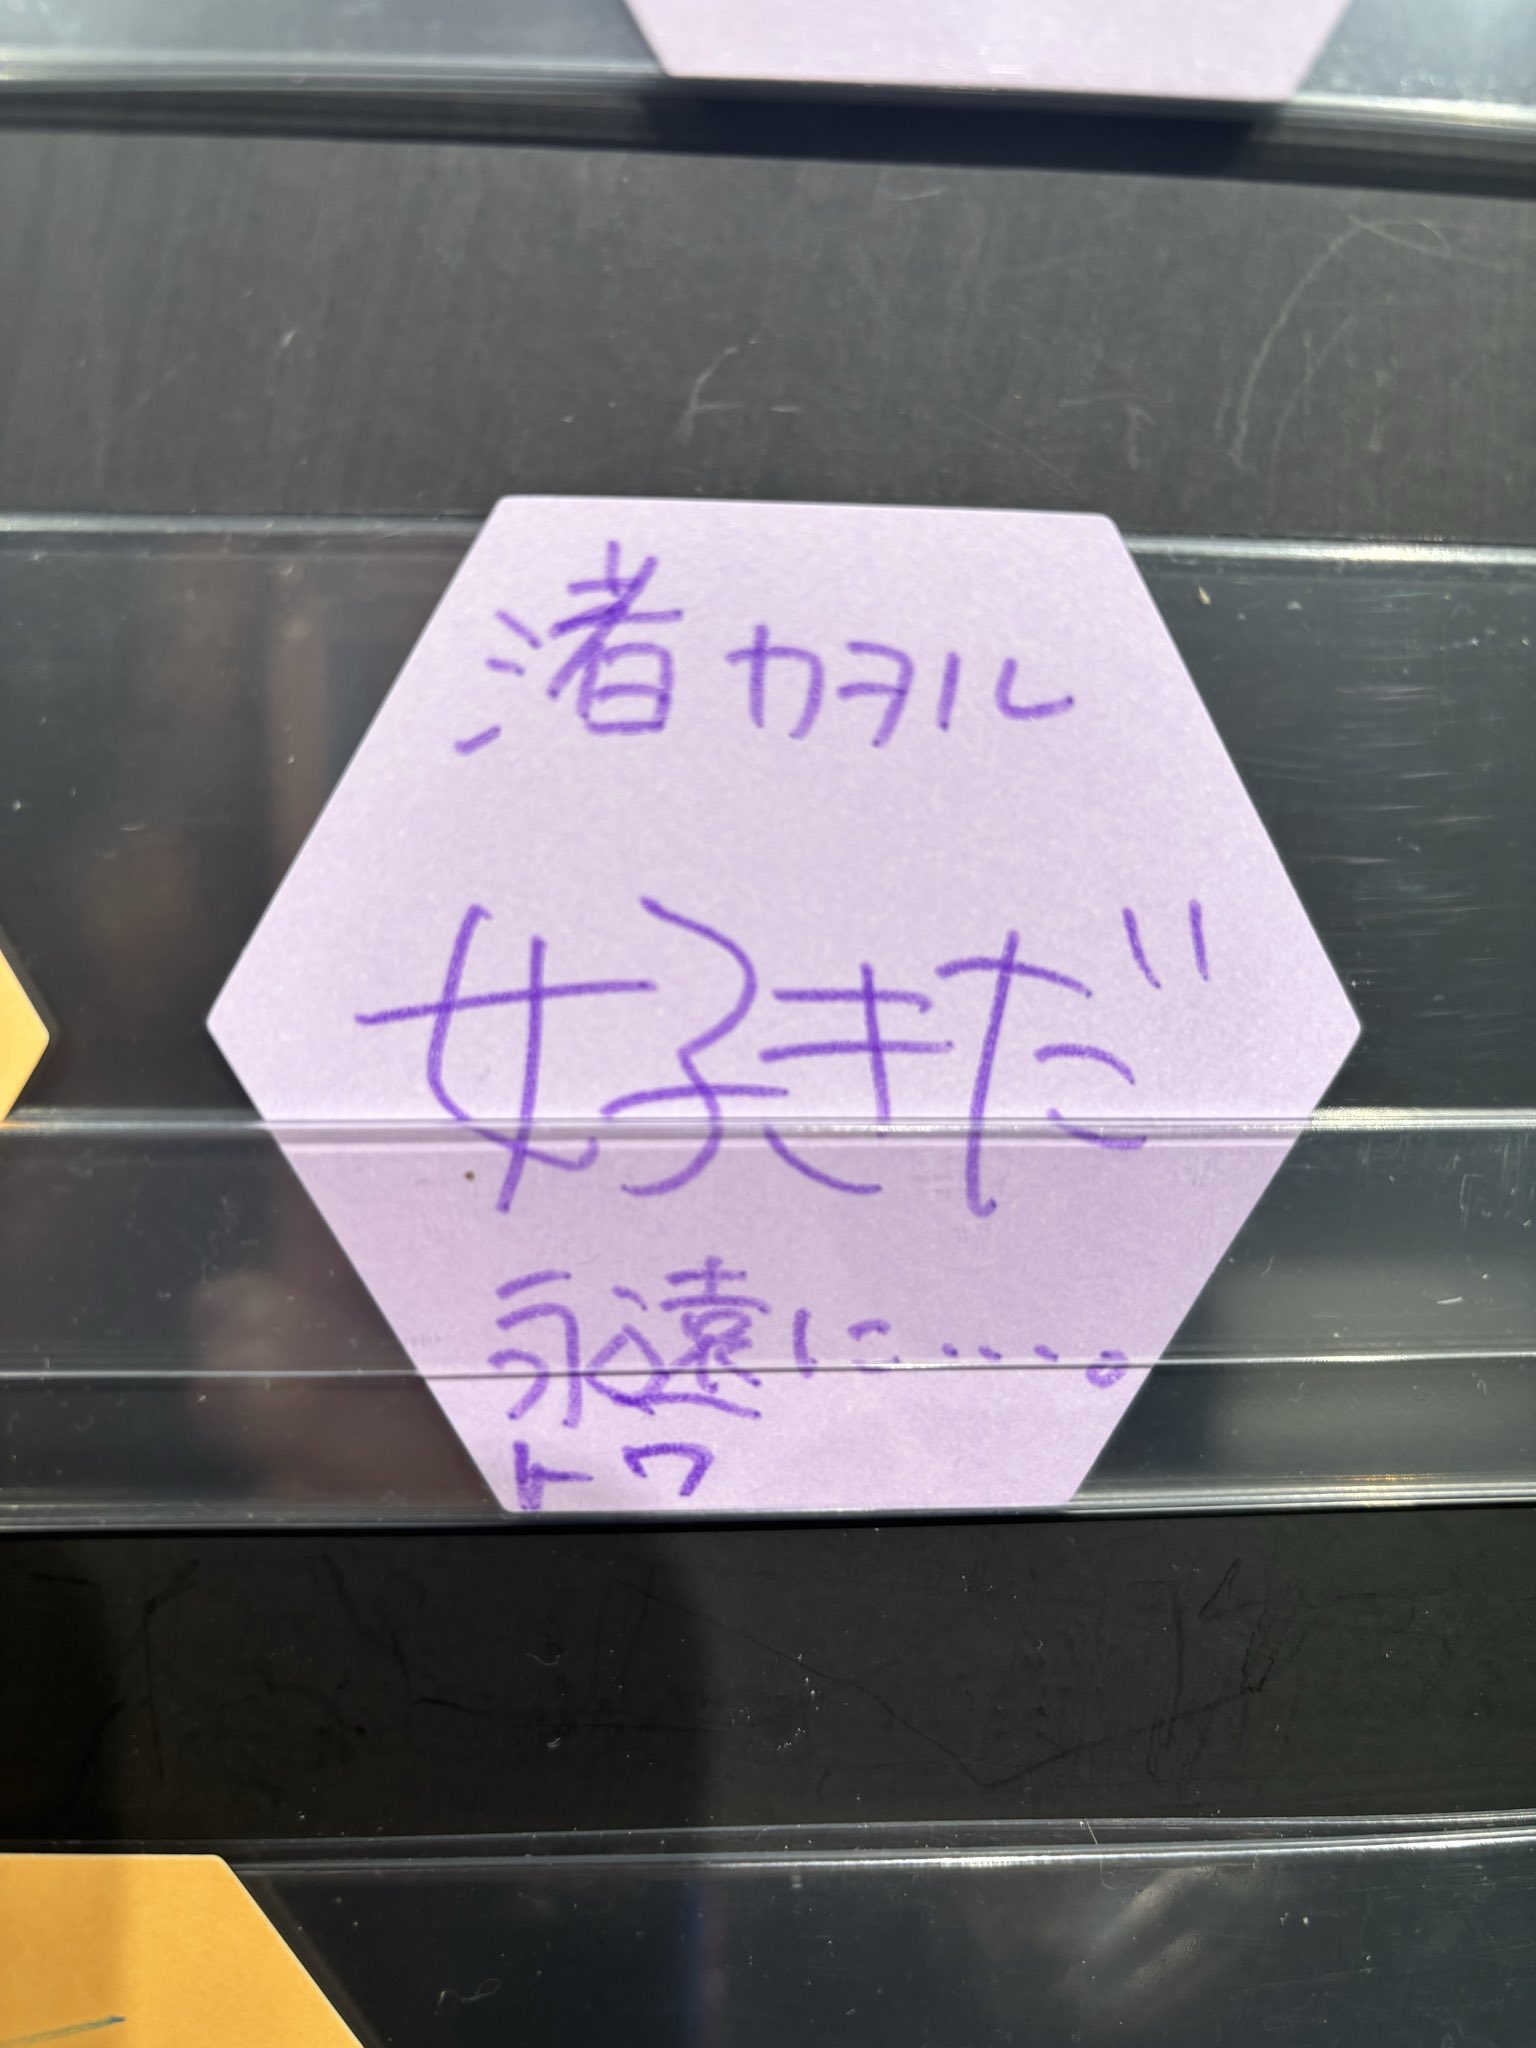 渚カヲル
好きだ
永遠に….。
トワ